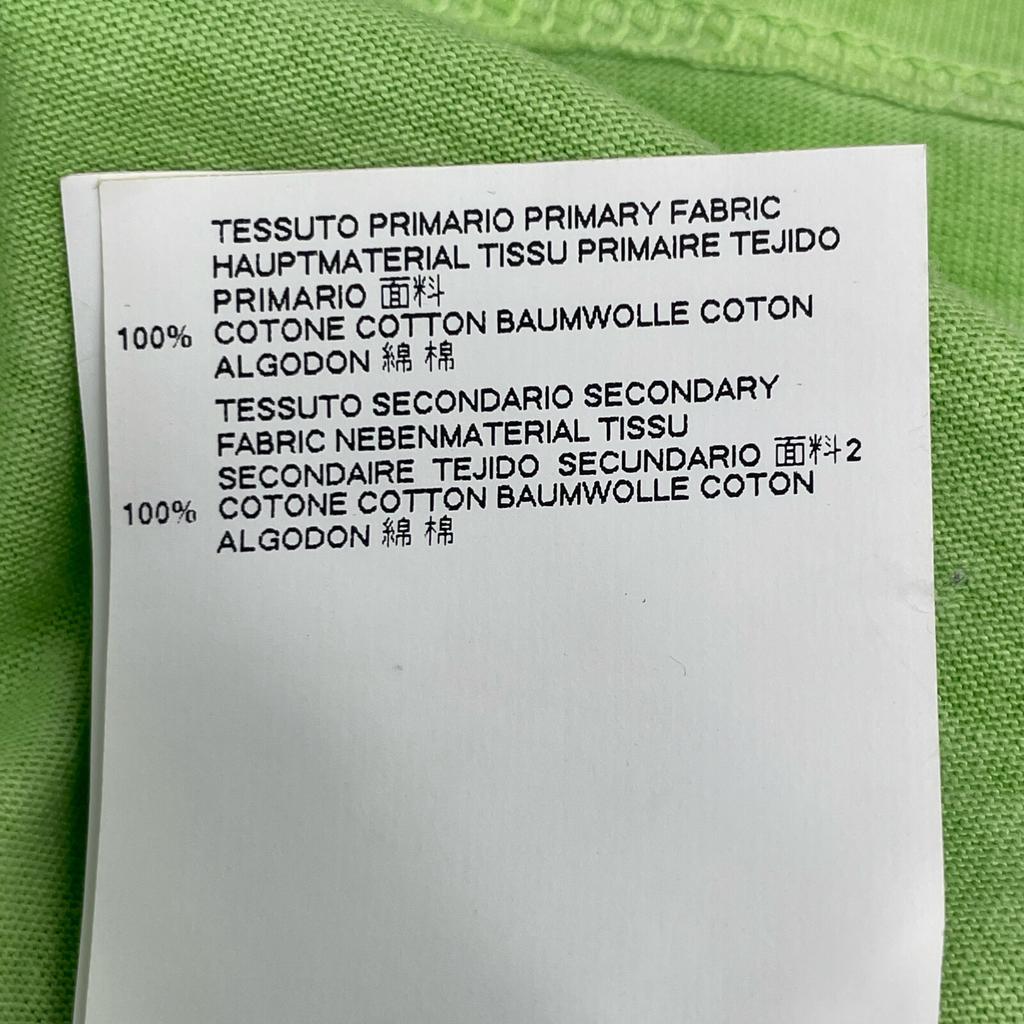 TESSUTO PRIMARIO PRIMARY FABRIC
HAUPTMATERIAL TISSU PRIMAIRE TEJIDO
PRIMARIO 面料
100% COTONE COTTON BAUMWOLLE COTON
ALGODON 綿 棉
TESSUTO SECONDARIO SECONDARY
FABRIC NEBENMATERIAL TISSU
SECONDAIRE TEJIDO SECUNDARIO 面料2
100% COTONE COTTON BAUMWOLLE COTON
ALGODON 綿 棉